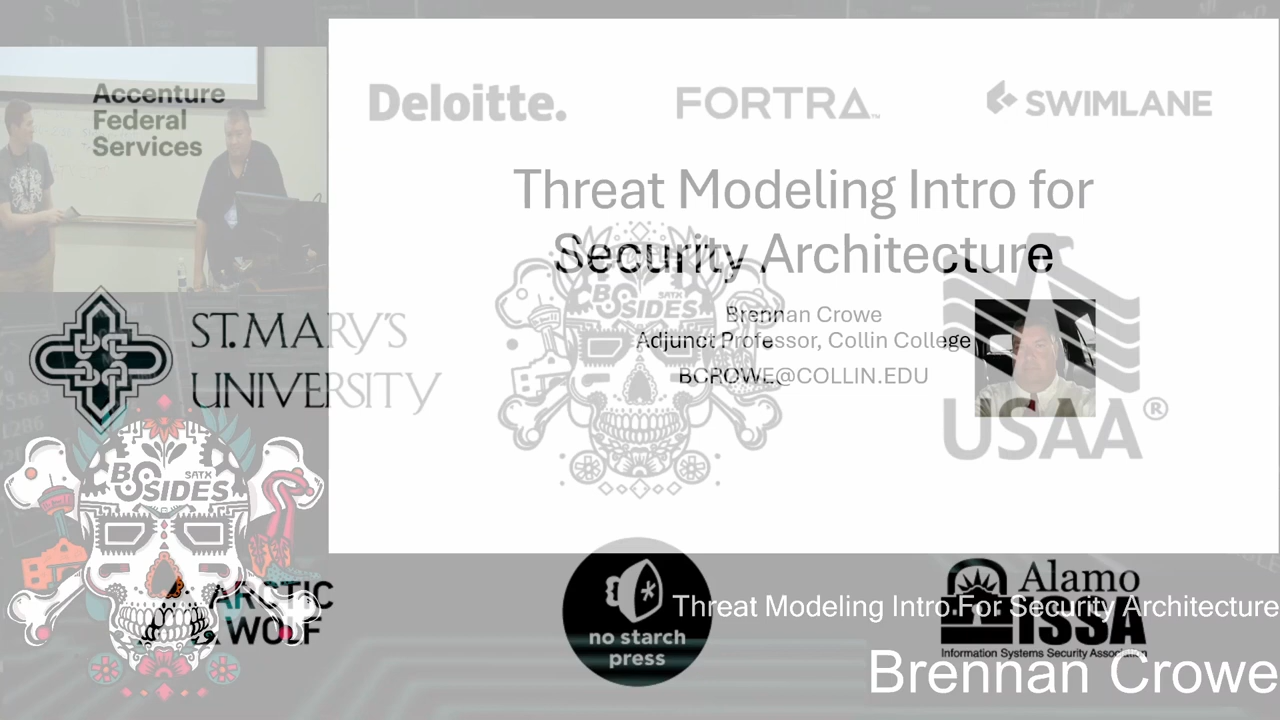 Accenture
Federal
Services
Deloitte.
FORTRA
SWIMLANE
Threat Modeling Intro for
Security Architecture
Brennan Crowe
Adjunct Professor, Collin College
BCROWE@COLLIN.EDU
BSIDES
SATX
USAA®
ST. MARY'S
UNIVERSITY
BSIDES
SATX
ARCTIC
WOLF
no starch
press
Alamo
ISSA
Information Systems Security Association
Threat Modeling Intro For Security Architecture
Brennan Crowe